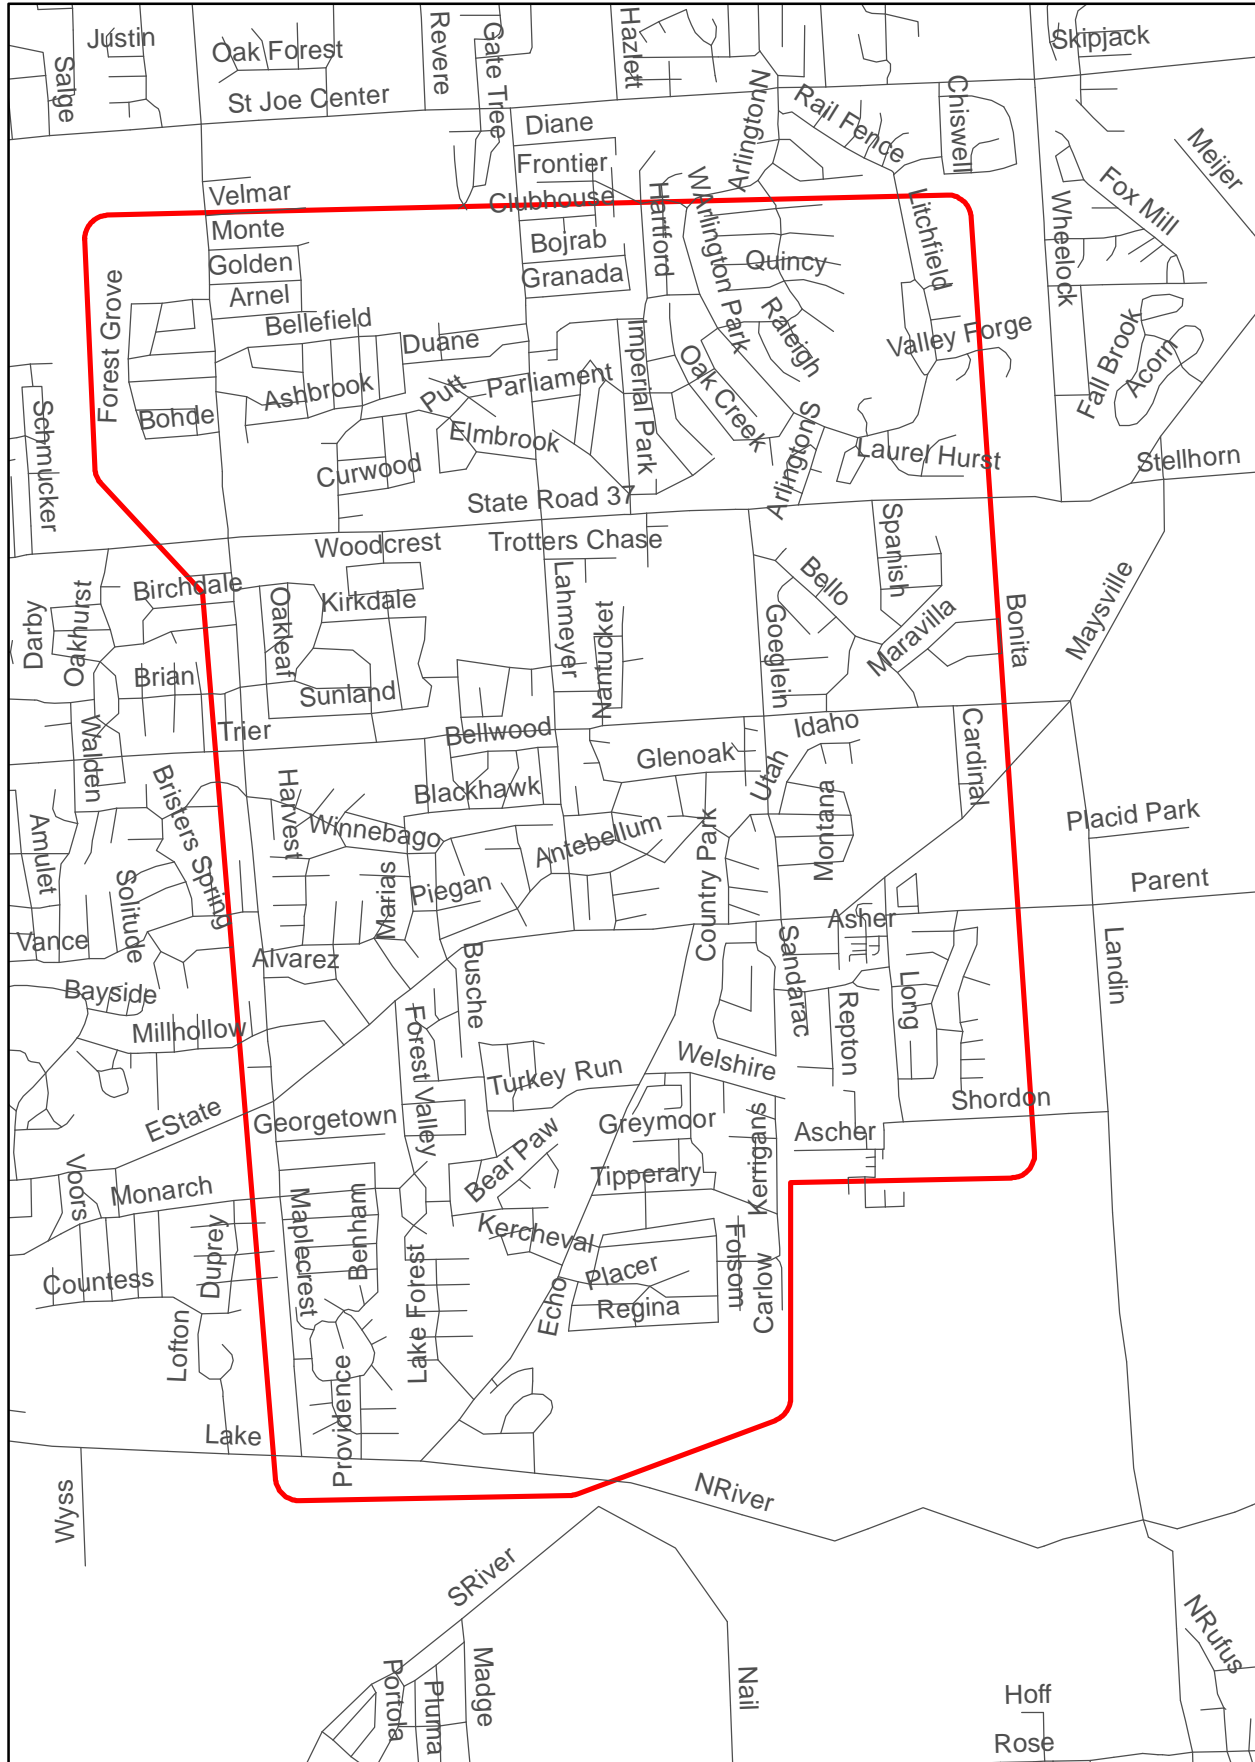 Justin
Oak Forest
Revere
Gate Tree
Hazlett
Skipjack
Salge
St Joe Center
Diane
Frontier
ArlingtonN
Rail Fence
Chiswell
Meijer
Velmar
Clubhouse
Hartford
WArlington Park
Litchfield
Wheelock
Fox Mill
Monte
Golden
Arnel
Bojrab
Granada
Quincy
Raleigh
Forest Grove
Bellefield
Duane
Imperial Park
Valley Forge
Fall Brook
Acorn
Schmucker
Bohde
Ashbrook
Putt
Parliament
Oak Creek
Elmbrook
Curwood
ArlingtonS
Laurel Hurst
Stellhorn
State Road 37
Woodcrest
Trotters Chase
Spanish
Darby
Oakhurst
Birchdale
Oakleaf
Kirkdale
Lahmeyer
Nantucket
Goeglein
Bello
Maravilla
Bonita
Maysville
Brian
Sunland
Walden
Trier
Bellwood
Glenoak
Idaho
Cardinal
Utah
Bristers Spring
Harvest
Blackhawk
Winnebago
Montana
Placid Park
Amulet
Antebellum
Country Park
Solitude
Marias
Piegan
Parent
Vance
Asher
Alvarez
Busche
Sandarac
Long
Landin
Bayside
Millhollow
Forest Valley
Repton
Turkey Run
Welshire
EState
Georgetown
Greymoor
Kerrigans
Ascher
Shordon
Voors
Monarch
Bear Paw
Tipperary
Maplecrest
Benham
Duprey
Kercheval
Folsom
Carlow
Countess
Lake Forest
Echo
Placer
Regina
Lofton
Providence
Lake
Wyss
NRiver
SRiver
NRufus
Portola
Pluma
Madge
Nail
Hoff
Rose